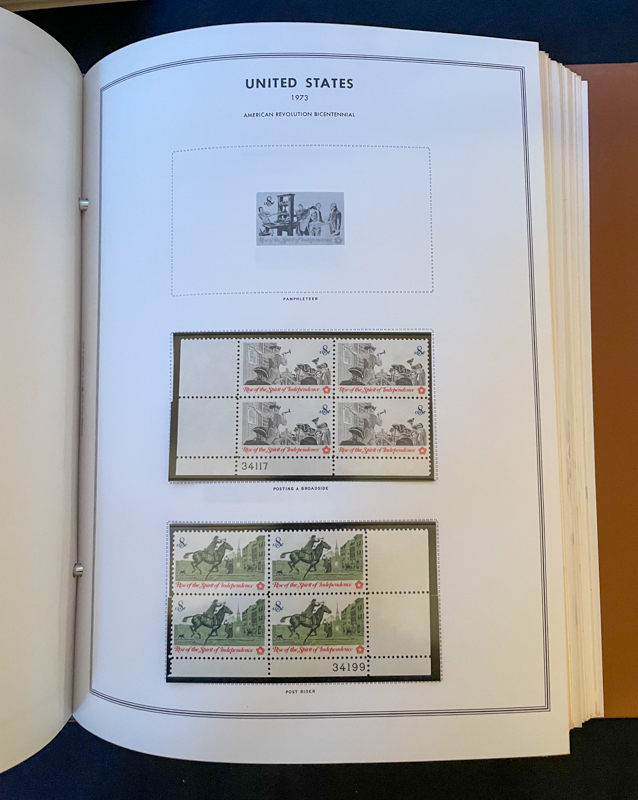 UNITED STATES
1973
AMERICAN REVOLUTION BICENTENNIAL
8
Rise of the Spirit of Independence
PAMPHLETEER
8 8
Rise of the Spirit of Independence Rise of the Spirit of Independence
8 8
Rise of the Spirit of Independence Rise of the Spirit of Independence
34117
POSTING A BROADSIDE
8 8
Rise of the Spirit of Independence Rise of the Spirit of Independence
8 8
Rise of the Spirit of Independence Rise of the Spirit of Independence
34199
POST RIDER